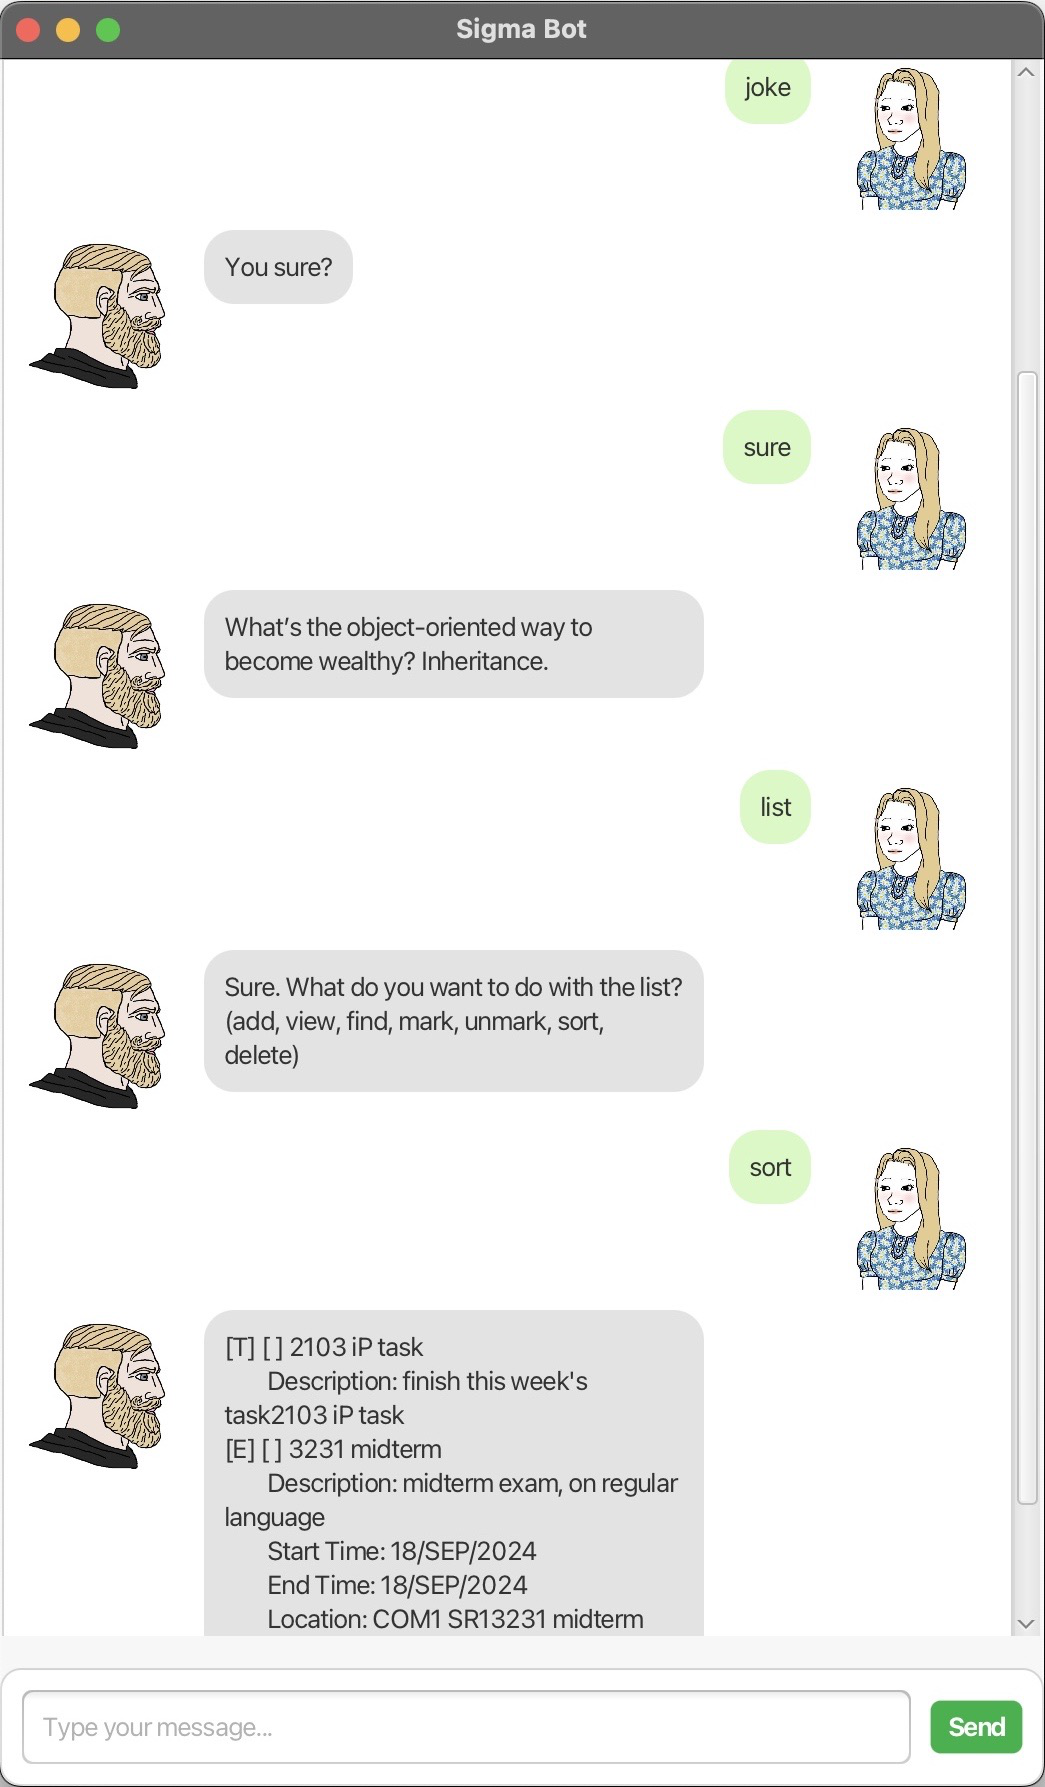 Sigma Bot
joke
You sure?
sure
What's the object-oriented way to
become wealthy? Inheritance.
list
Sure. What do you want to do with the list?
(add, view, find, mark, unmark, sort,
delete)
sort
[T] [ ] 2103 iP task
Description: finish this week's
task2103 iP task
[E] [ ] 3231 midterm
Description: midterm exam, on regular
language
Start Time: 18/SEP/2024
End Time: 18/SEP/2024
Location: COM1 SR13231 midterm
Type your message...
Send